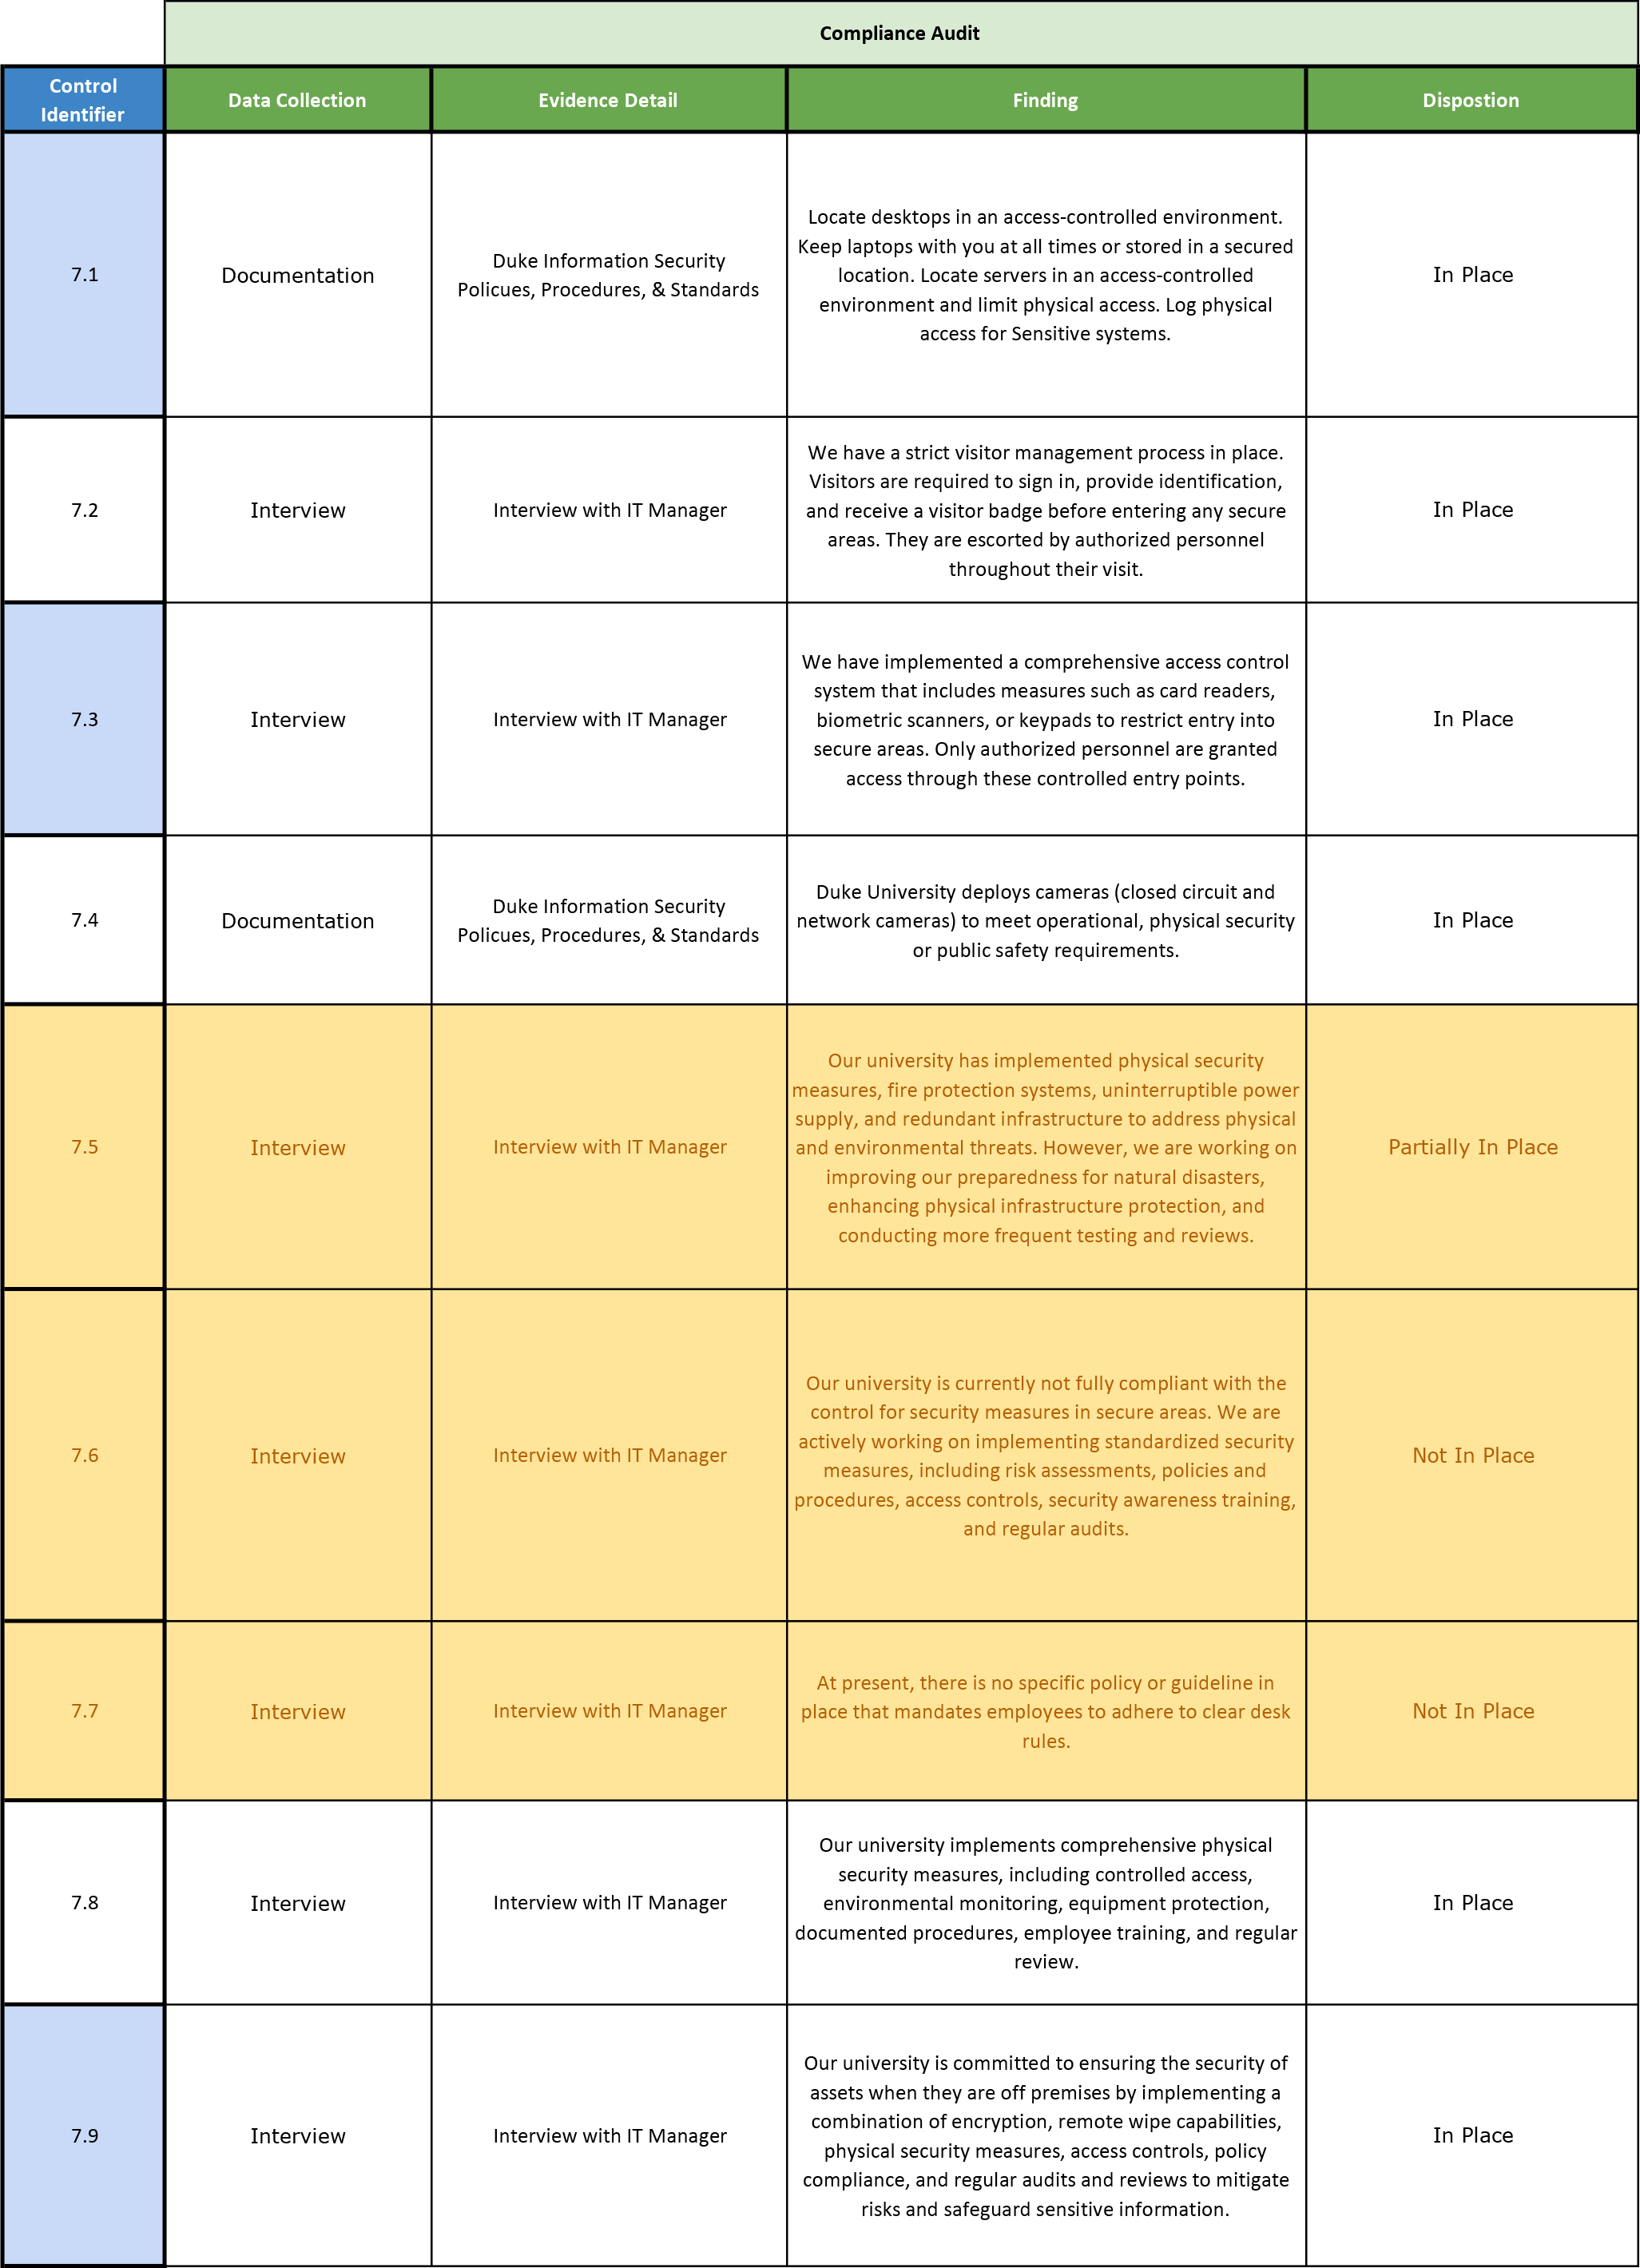 Compliance Audit
Control
Identifier
Data Collection
Evidence Detail
Finding
Dispostion
7.1
Documentation
Duke Information Security
Policues, Procedures, & Standards
Locate desktops in an access-controlled environment.
Keep laptops with you at all times or stored in a secured
location. Locate servers in an access-controlled
environment and limit physical access. Log physical
access for Sensitive systems.
In Place
7.2
Interview
Interview with IT Manager
We have a strict visitor management process in place.
Visitors are required to sign in, provide identification,
and receive a visitor badge before entering any secure
areas. They are escorted by authorized personnel
throughout their visit.
In Place
7.3
Interview
Interview with IT Manager
We have implemented a comprehensive access control
system that includes measures such as card readers,
biometric scanners, or keypads to restrict entry into
secure areas. Only authorized personnel are granted
access through these controlled entry points.
In Place
7.4
Documentation
Duke Information Security
Policues, Procedures, & Standards
Duke University deploys cameras (closed circuit and
network cameras) to meet operational, physical security
or public safety requirements.
In Place
7.5
Interview
Interview with IT Manager
Our university has implemented physical security
measures, fire protection systems, uninterruptible power
supply, and redundant infrastructure to address physical
and environmental threats. However, we are working on
improving our preparedness for natural disasters,
enhancing physical infrastructure protection, and
conducting more frequent testing and reviews.
Partially In Place
7.6
Interview
Interview with IT Manager
Our university is currently not fully compliant with the
control for security measures in secure areas. We are
actively working on implementing standardized security
measures, including risk assessments, policies and
procedures, access controls, security awareness training,
and regular audits.
Not In Place
7.7
Interview
Interview with IT Manager
At present, there is no specific policy or guideline in
place that mandates employees to adhere to clear desk
rules.
Not In Place
7.8
Interview
Interview with IT Manager
Our university implements comprehensive physical
security measures, including controlled access,
environmental monitoring, equipment protection,
documented procedures, employee training, and regular
review.
In Place
7.9
Interview
Interview with IT Manager
Our university is committed to ensuring the security of
assets when they are off premises by implementing a
combination of encryption, remote wipe capabilities,
physical security measures, access controls, policy
compliance, and regular audits and reviews to mitigate
risks and safeguard sensitive information.
In Place